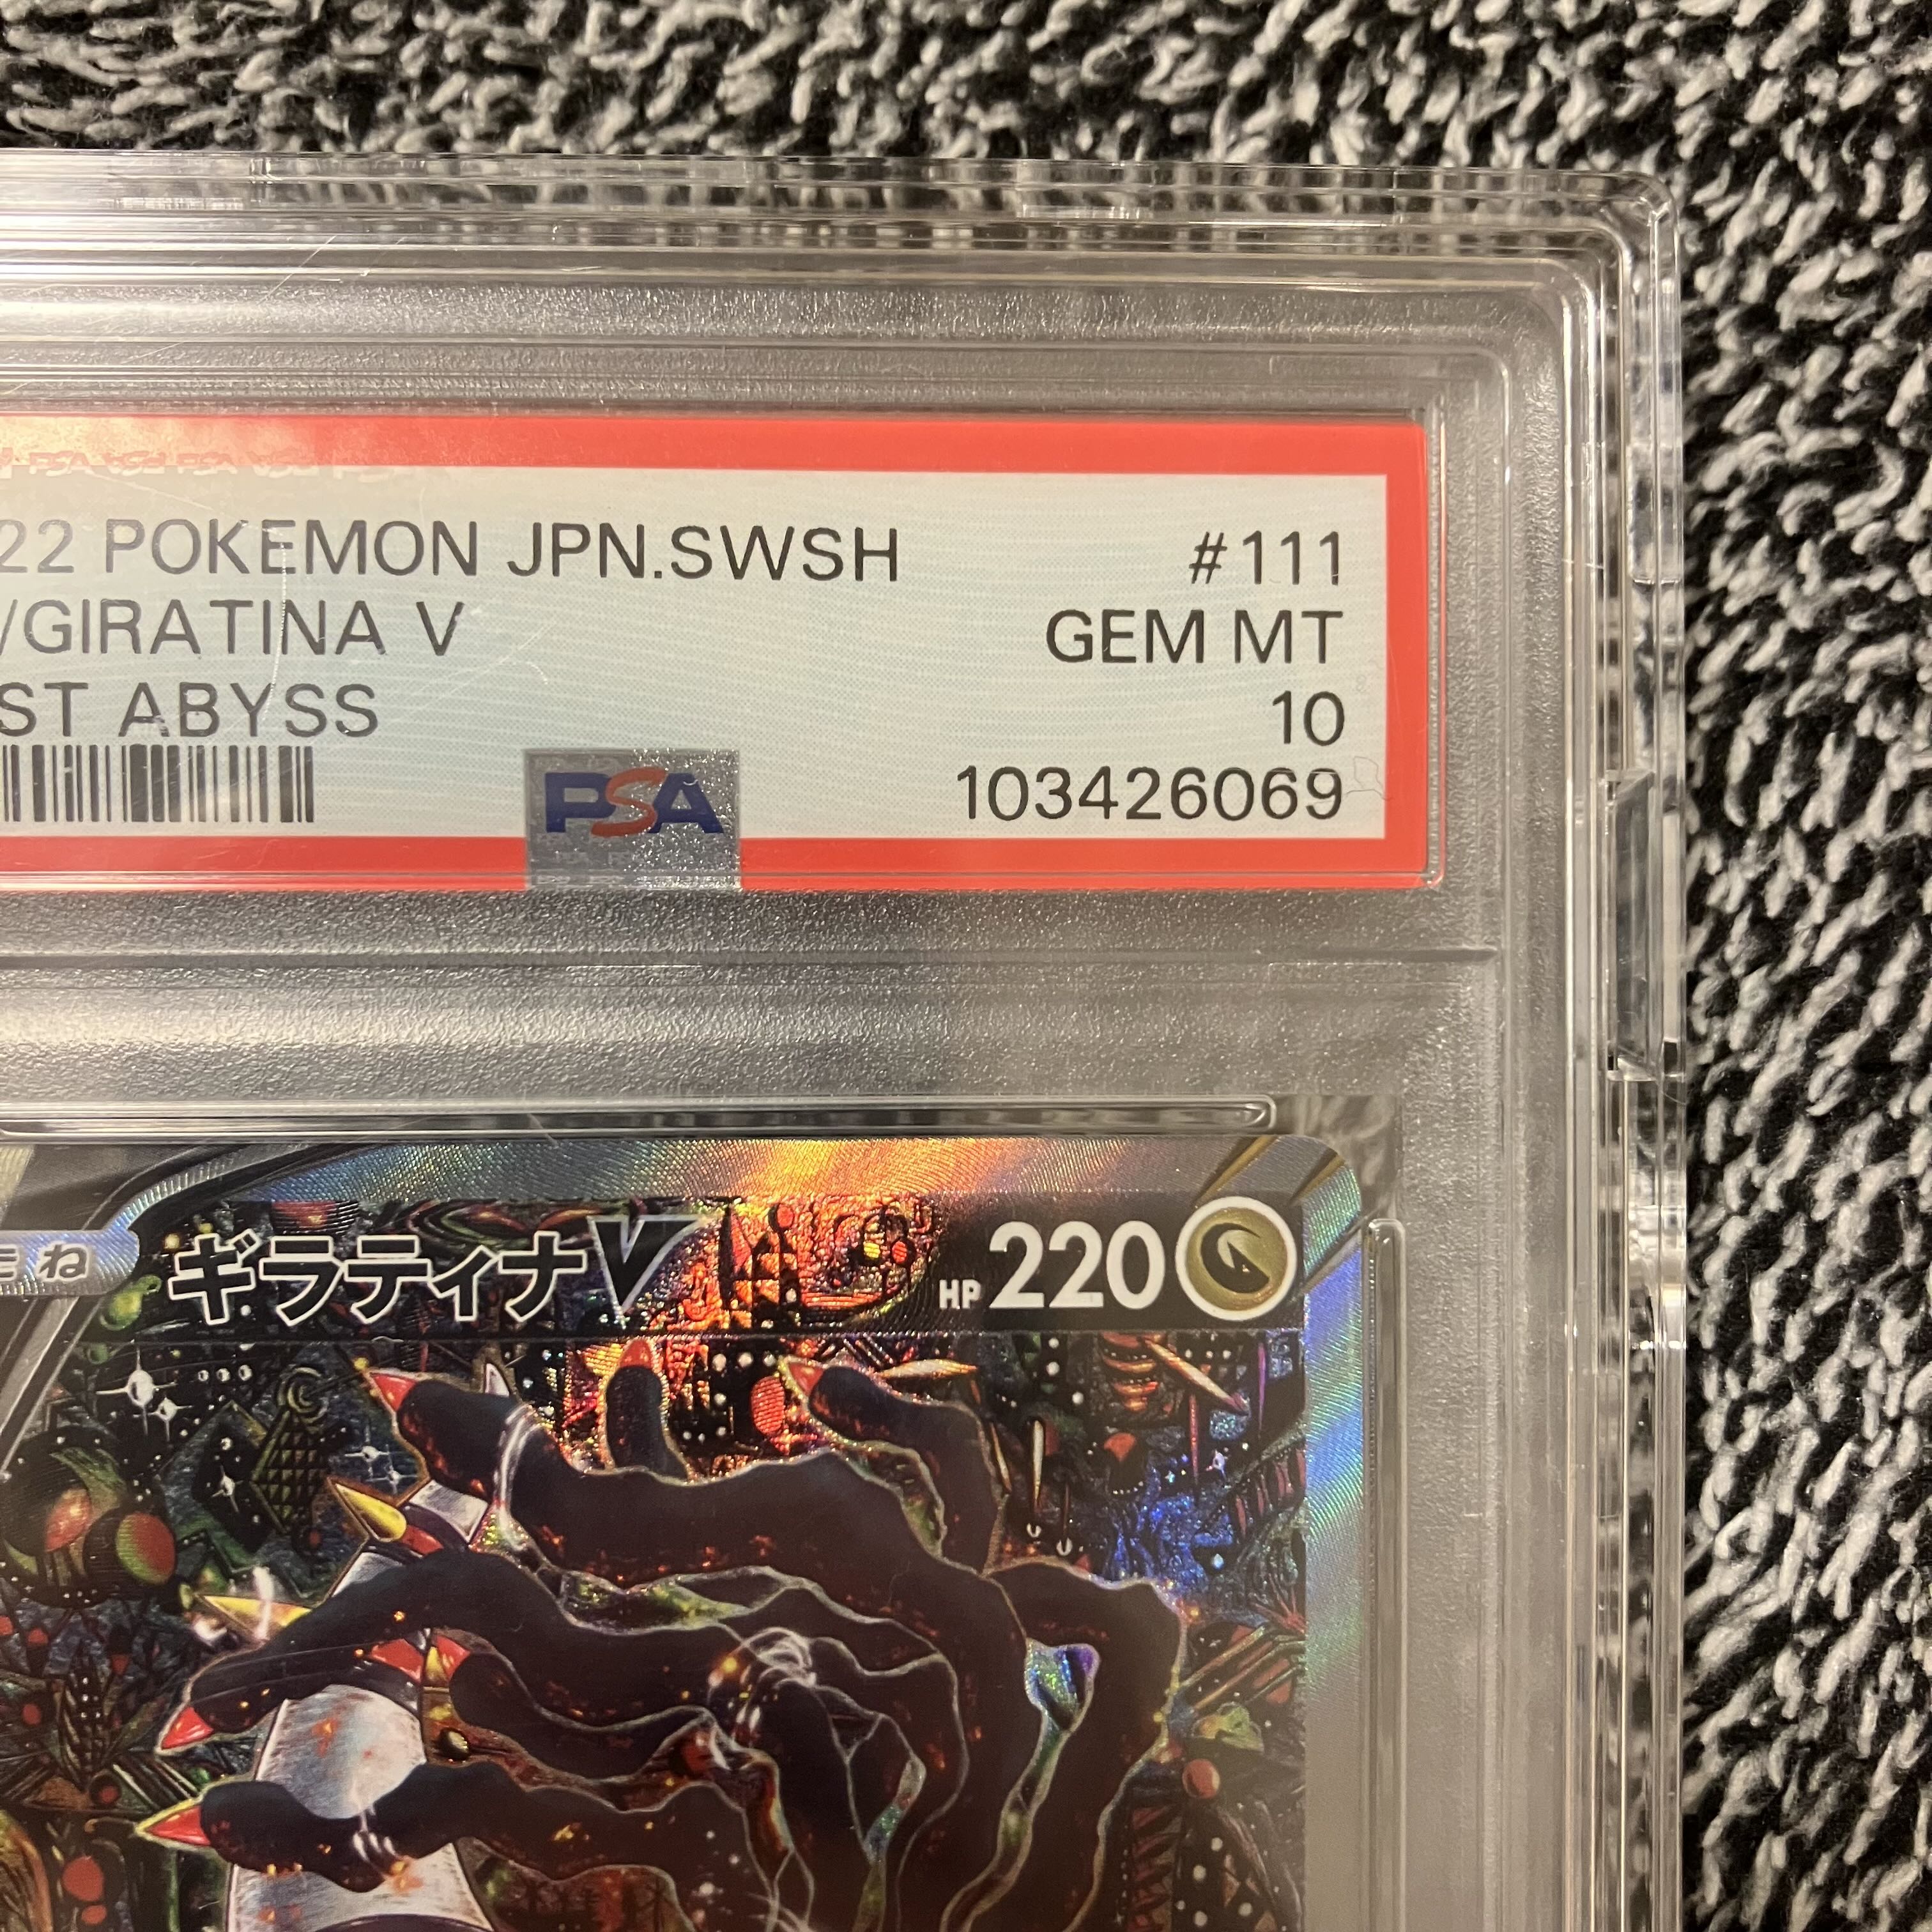 22 POKEMON JPN.SWSH #111
/GIRATINA V GEM MT
ST ABYSS 10
PSA 103426069
ギラティナV HP 220